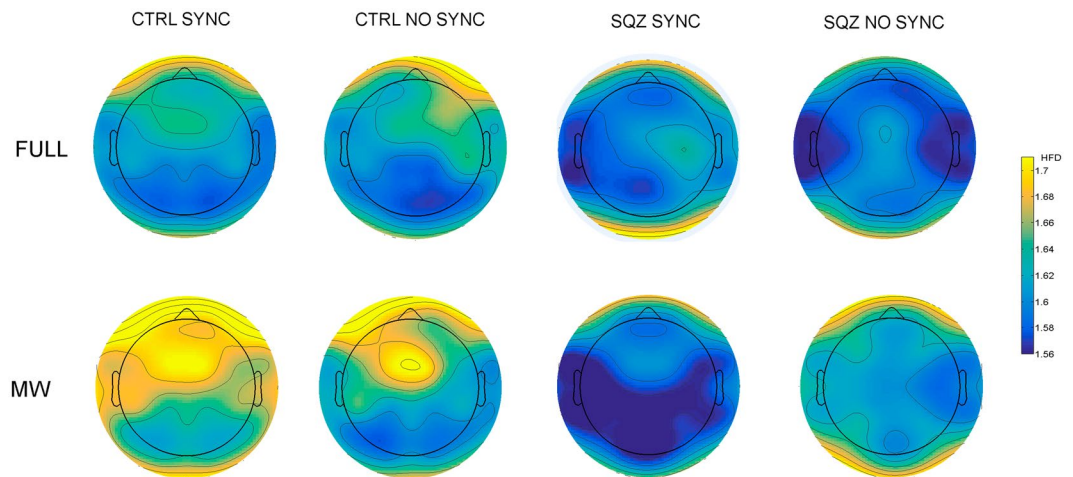 CTRL SYNC
CTRL NO SYNC
SQZ SYNC
SQZ NO SYNC
FULL
MW
HFD
1.7
1.68
1.66
1.64
1.62
1.6
1.58
1.56